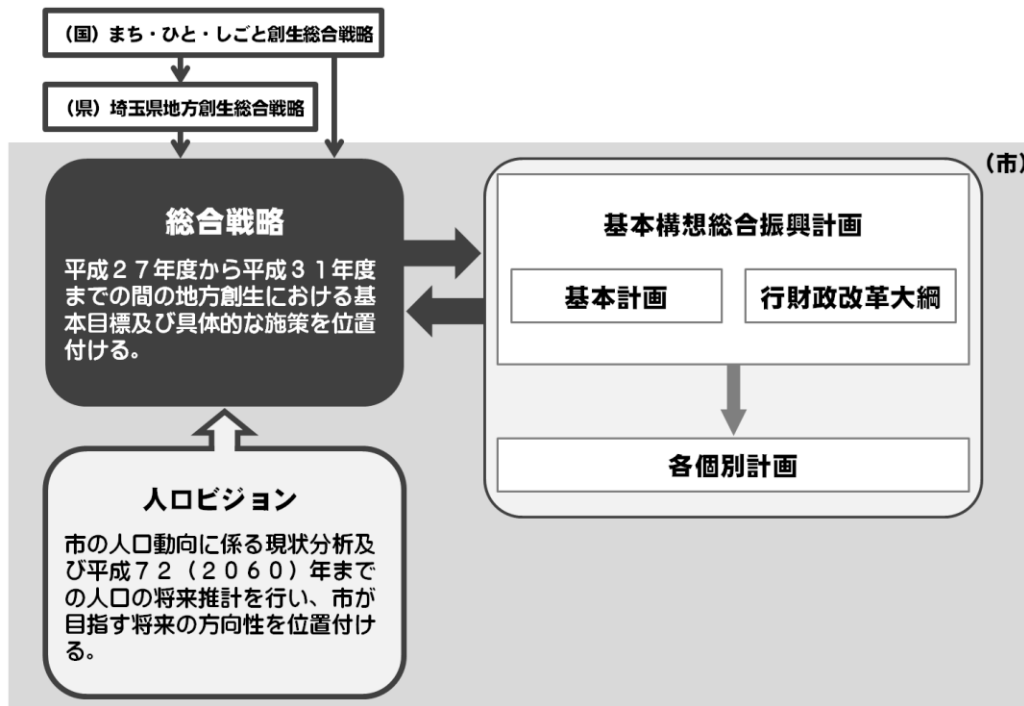 （国）まち・ひと・しごと創生総合戦略
（県）埼玉県地方創生総合戦略
（市）
総合戦略
平成２７年度から平成３１年度
までの間の地方創生における基
本目標及び具体的な施策を位置
付ける。
基本構想総合振興計画
基本計画
行財政改革大綱
各個別計画
人口ビジョン
市の人口動向に係る現状分析及
び平成７２（２０６０）年まで
の人口の将来推計を行い、市が
目指す将来の方向性を位置付け
る。